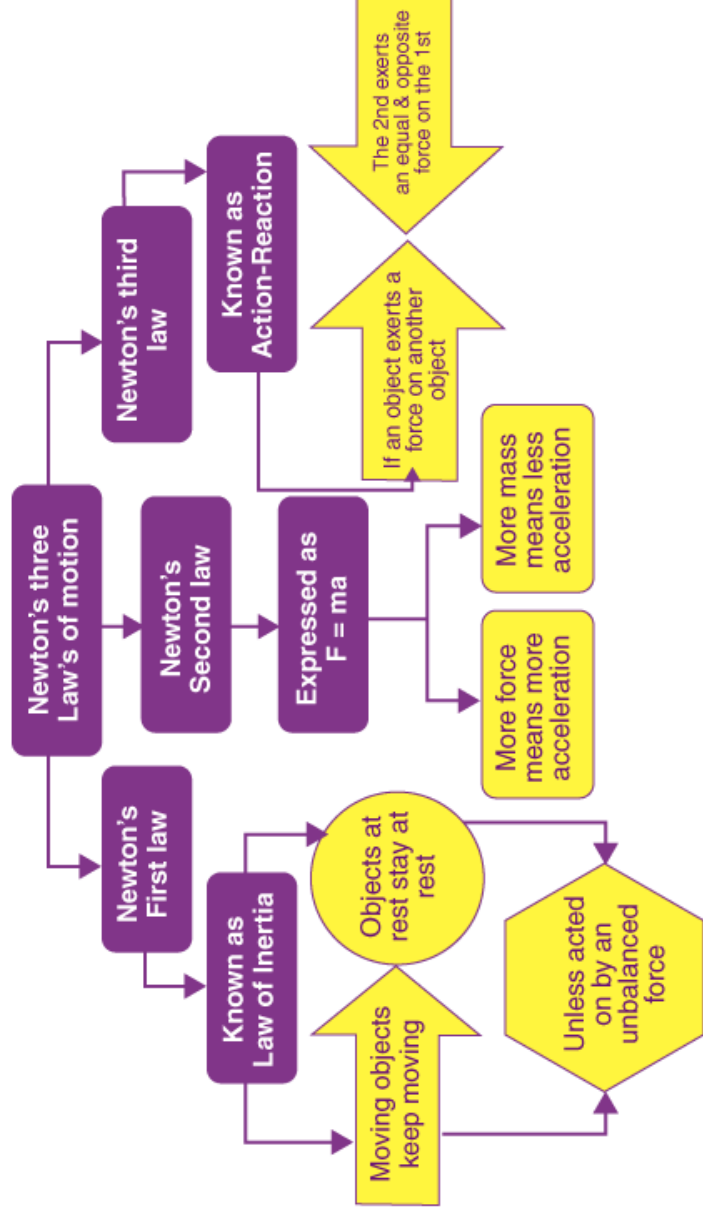 Newton's three
Law's of motion
Newton's
First law
Known as
Law of Inertia
Moving objects
keep moving
Objects at
rest stay at
rest
Unless acted
on by an
unbalanced
force
Newton's
Second law
Expressed as
F = ma
More force
means more
acceleration
More mass
means less
acceleration
Newton's third
law
Known as
Action-Reaction
If an object exerts a
force on another
object
The 2nd exerts
an equal & opposite
force on the 1st